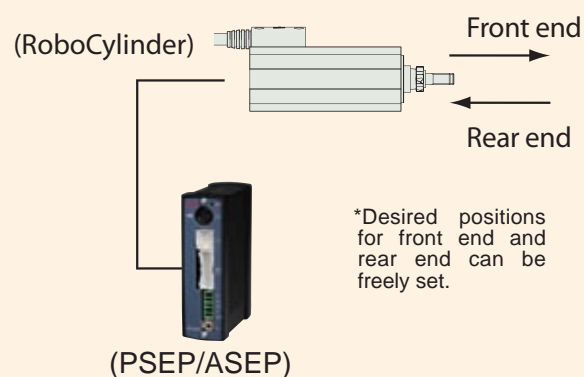 (RoboCylinder)
Front end
Rear end
*Desired positions
for front end and
rear end can be
freely set.
(PSEP/ASEP)